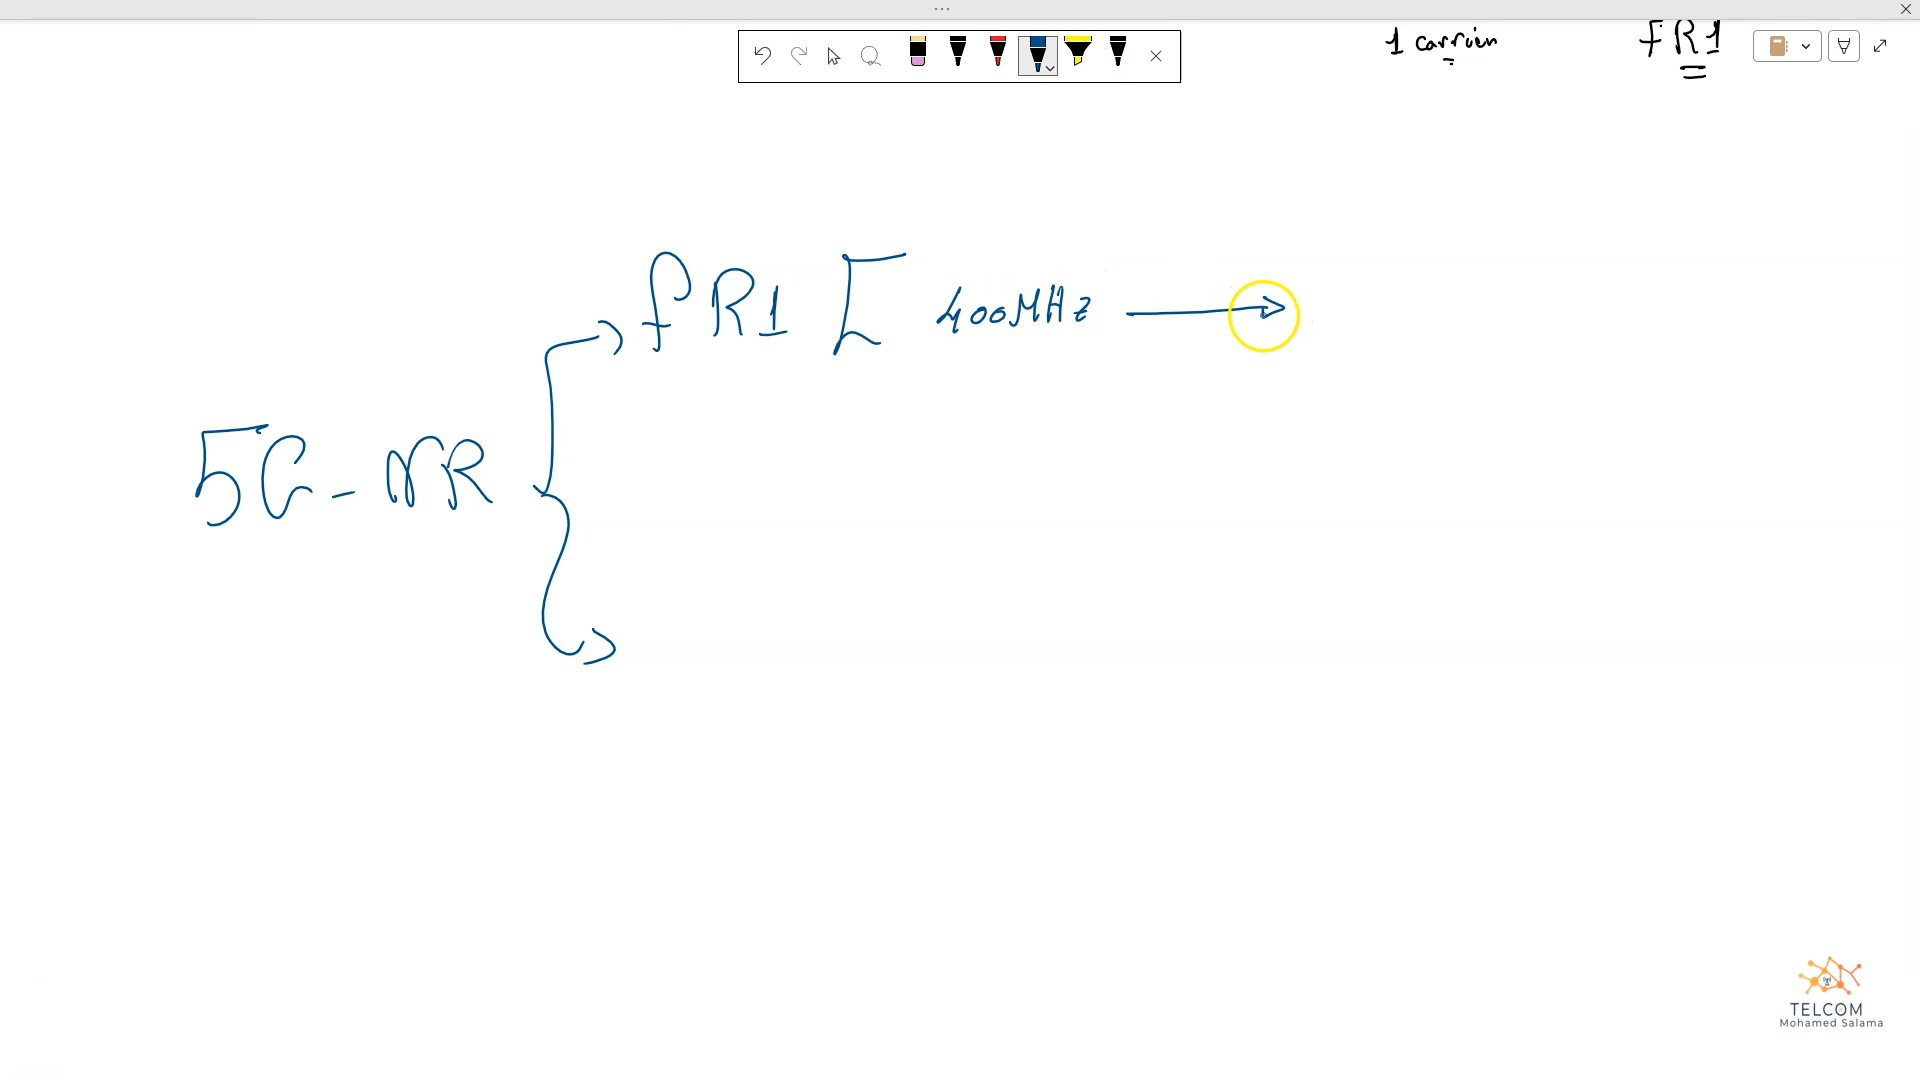 1 carrier
FR1
FR1 [ 400MHz →
5G - NR
TELCOM
Mohamed Salama